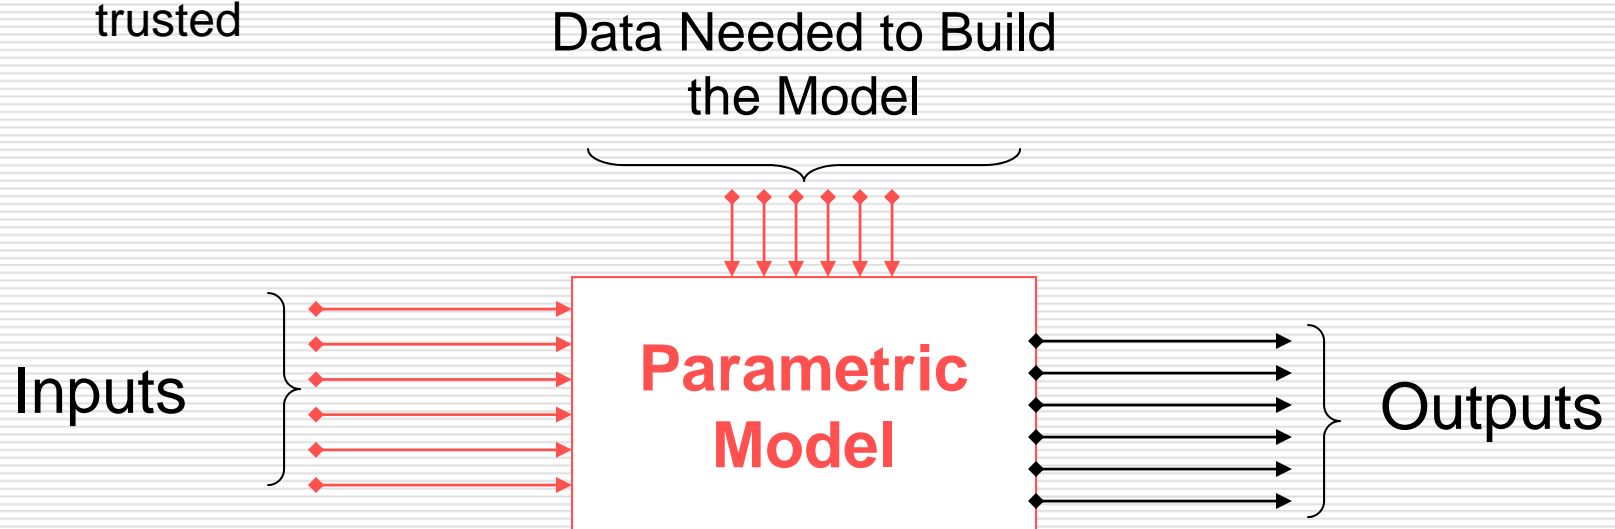 trusted
Data Needed to Build
the Model
Inputs
Parametric
Model
Outputs